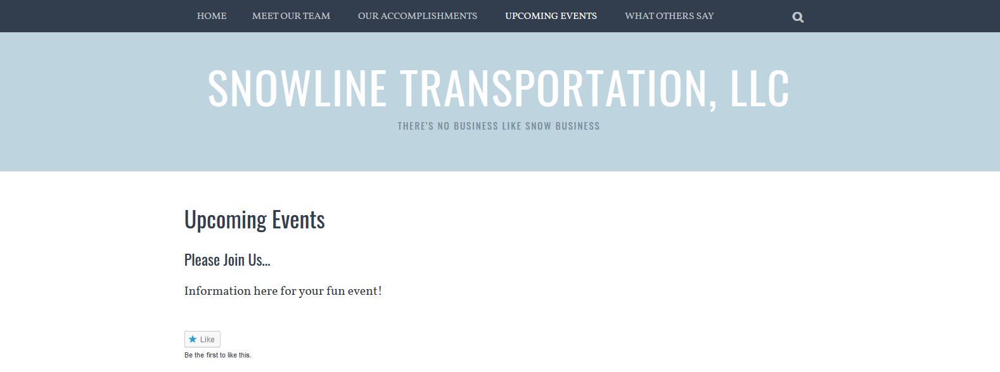 HOME MEET OUR TEAM OUR ACCOMPLISHMENTS UPCOMING EVENTS WHAT OTHERS SAY
SNOWLINE TRANSPORTATION, LLC
THERE'S NO BUSINESS LIKE SNOW BUSINESS
Upcoming Events
Please Join Us...
Information here for your fun event!
Like
Be the first to like this.